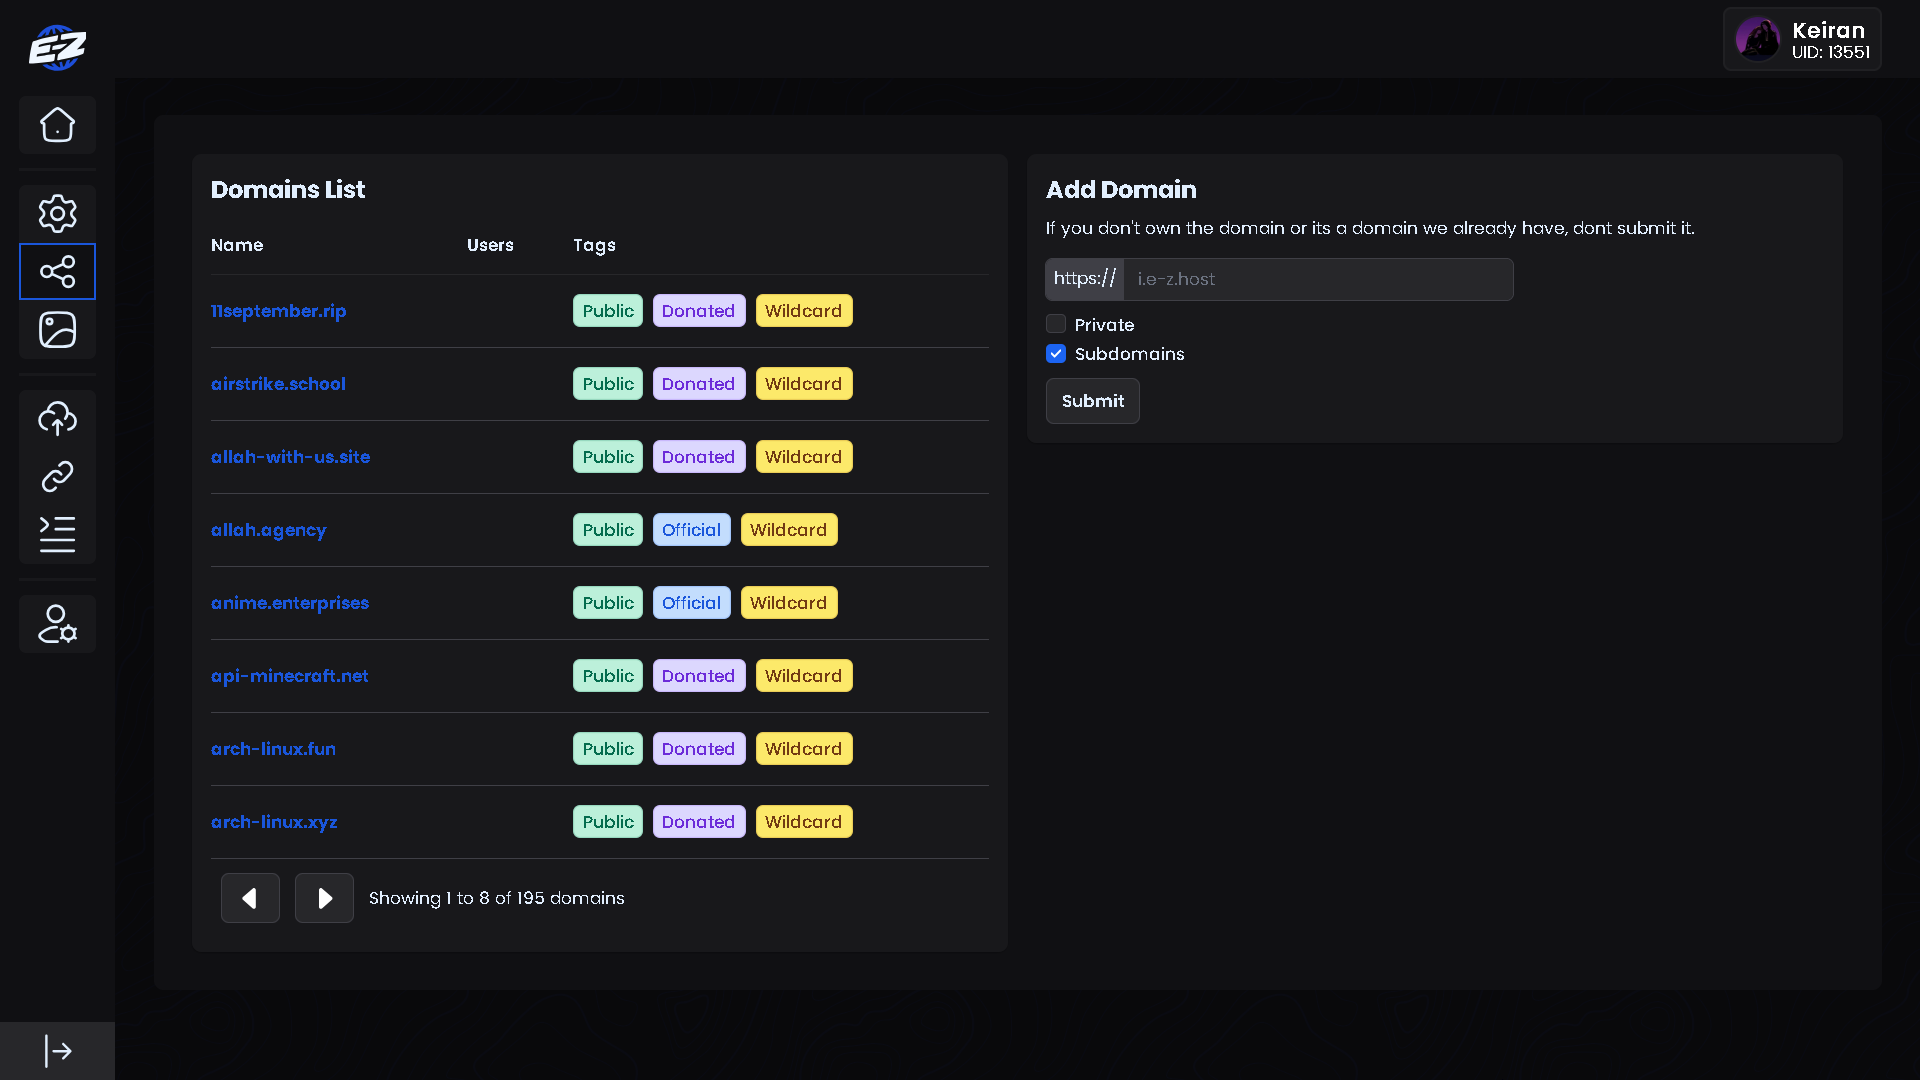 E-Z
Keiran
UID: 13551
Domains List
Name Users Tags
11september.rip Public Donated Wildcard
airstrike.school Public Donated Wildcard
allah-with-us.site Public Donated Wildcard
allah.agency Public Official Wildcard
anime.enterprises Public Official Wildcard
api-minecraft.net Public Donated Wildcard
arch-linux.fun Public Donated Wildcard
arch-linux.xyz Public Donated Wildcard
Showing 1 to 8 of 195 domains
Add Domain
If you don't own the domain or its a domain we already have, dont submit it.
https:// i.e-z.host
Private
Subdomains
Submit